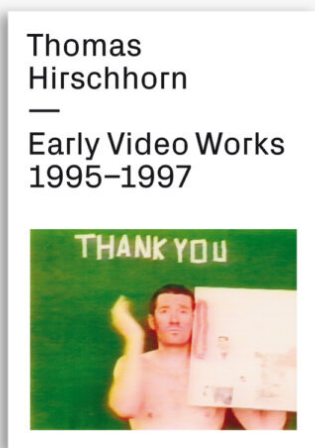 Thomas
Hirschhorn
—
Early Video Works
1995–1997
THANK YOU